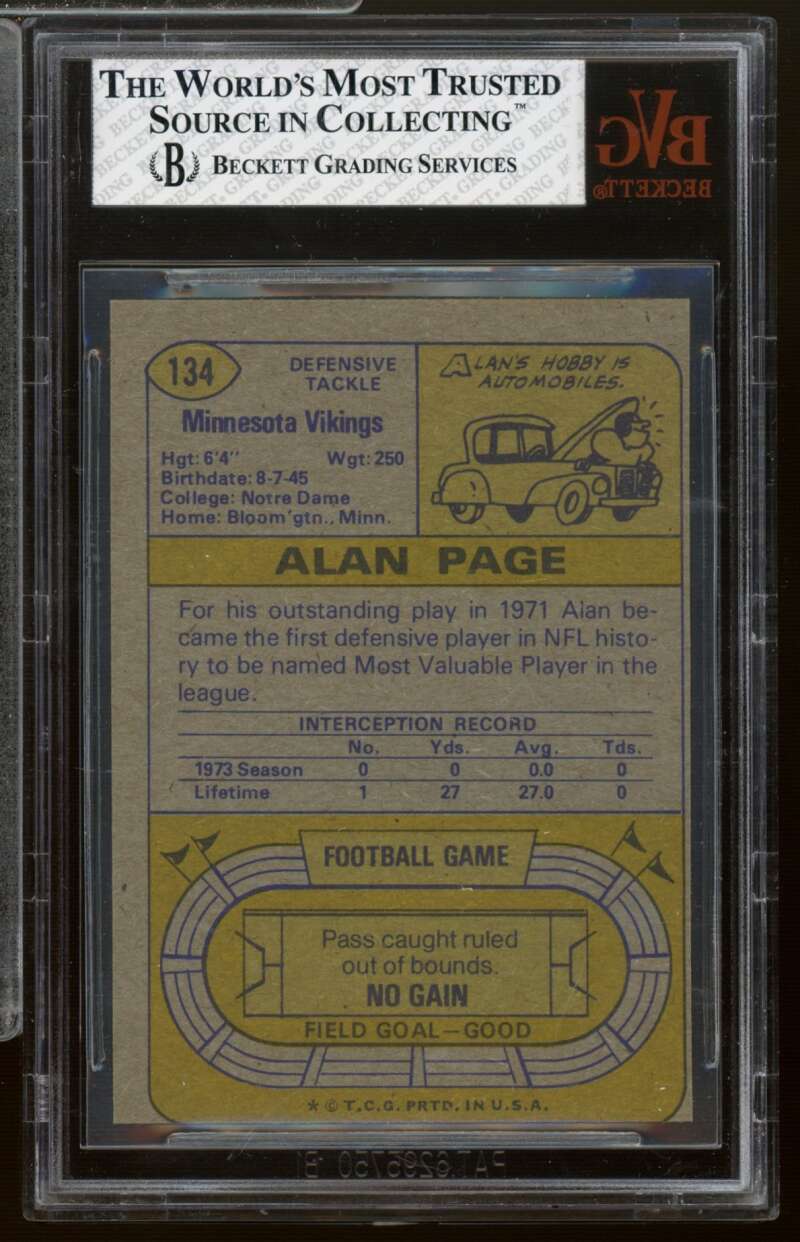 THE WORLD'S MOST TRUSTED
SOURCE IN COLLECTING™
B BECKETT GRADING SERVICES
BVG
BECKETT®
134
DEFENSIVE
TACKLE
Minnesota Vikings
Hgt: 6'4" Wgt: 250
Birthdate: 8-7-45
College: Notre Dame
Home: Bloom'gtn., Minn.
ALAN'S HOBBY IS
AUTOMOBILES.
ALAN PAGE
For his outstanding play in 1971 Alan be-
came the first defensive player in NFL histo-
ry to be named Most Valuable Player in the
league.
INTERCEPTION RECORD
No. Yds. Avg. Tds.
1973 Season 0 0 0.0 0
Lifetime 1 27 27.0 0
FOOTBALL GAME
Pass caught ruled
out of bounds.
NO GAIN
FIELD GOAL—GOOD
* © T.C.G. PRTD. IN U.S.A.
PAT.6285750 B1